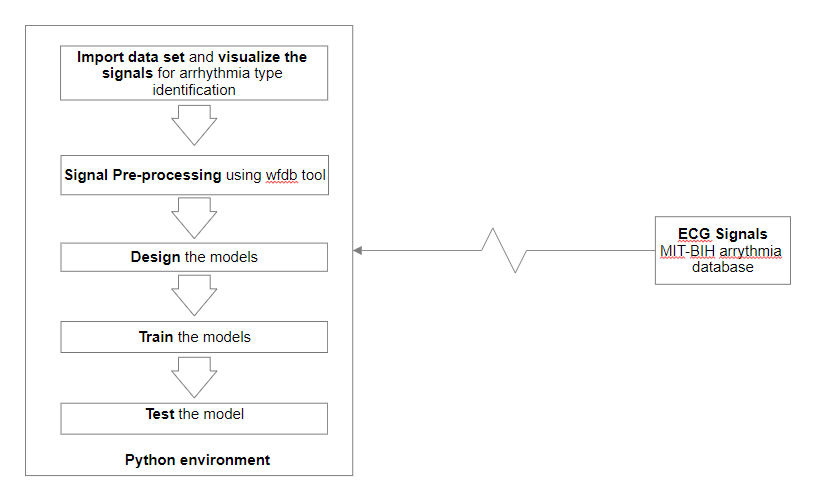 Import data set and visualize the
signals for arrhythmia type
identification
Signal Pre-processing using wfdb tool
Design the models
Train the models
Test the model
Python environment
ECG Signals
MIT-BIH arrythmia
database